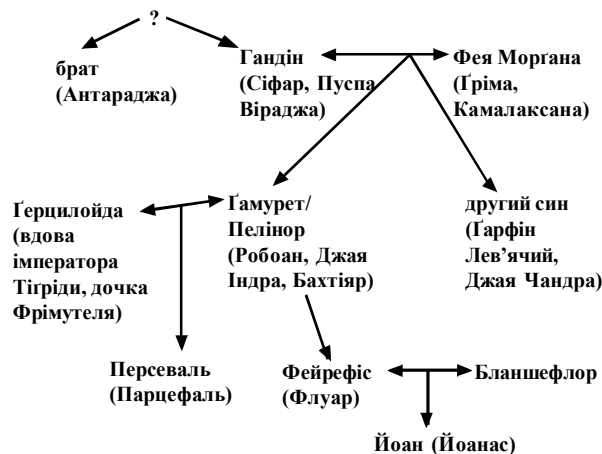 ?
брат
(Антараджа)
Гандін
(Сіфар, Пуспа
Віраджа)
Фея Морґана
(Ґріма,
Камалаксана)
Ґерцилойда
(вдова
імператора
Тіґріди, дочка
Фрімутеля)
Ґамурет/
Пелінор
(Робоан, Джая
Індра, Бахтіяр)
другий син
(Ґарфін
Лев’ячий,
Джая Чандра)
Персеваль
(Парцефаль)
Фейрефіс
(Флуар)
Бланшефлор
Йоан (Йоанас)